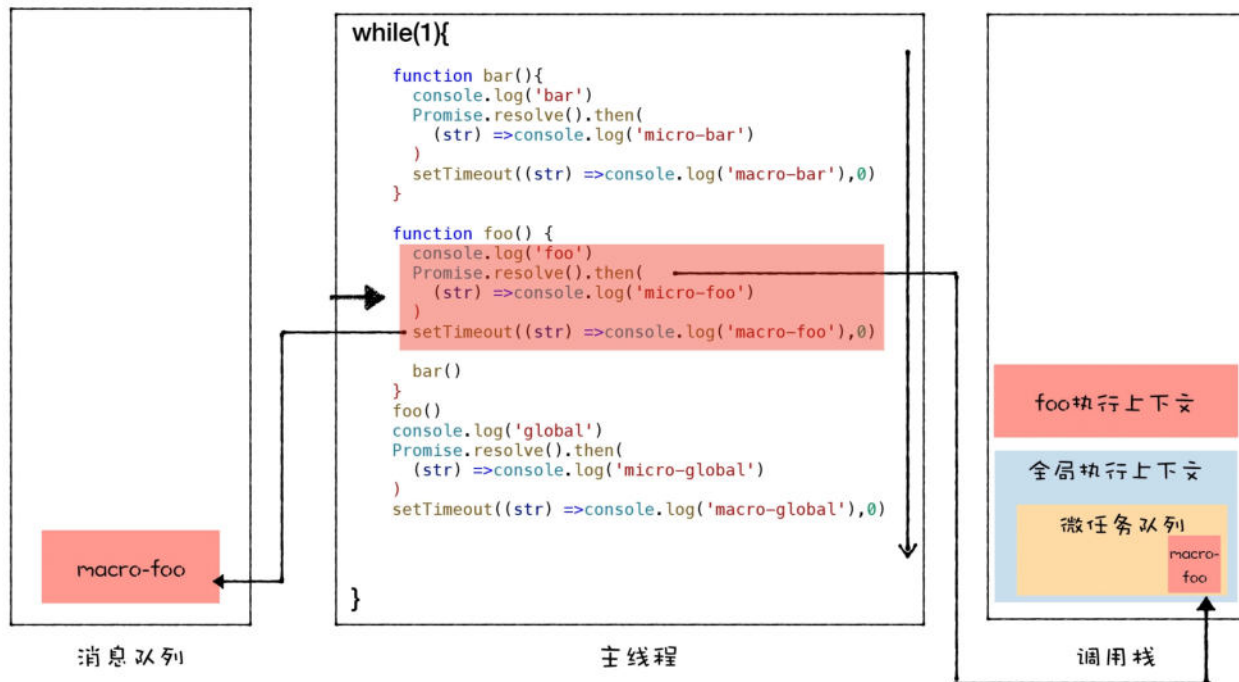 while(1){
function bar(){
console.log('bar')
Promise.resolve().then(
(str) =>console.log('micro-bar')
)
setTimeout((str) =>console.log('macro-bar'),0)
}
function foo() {
console.log('foo')
Promise.resolve().then(
(str) =>console.log('micro-foo')
)
setTimeout((str) =>console.log('macro-foo'),0)
bar()
}
foo()
console.log('global')
Promise.resolve().then(
(str) =>console.log('micro-global')
)
setTimeout((str) =>console.log('macro-global'),0)
}
macro-foo
foo执行上下文
全局执行上下文
微任务队列
macro-
foo
消息队列
主线程
调用栈